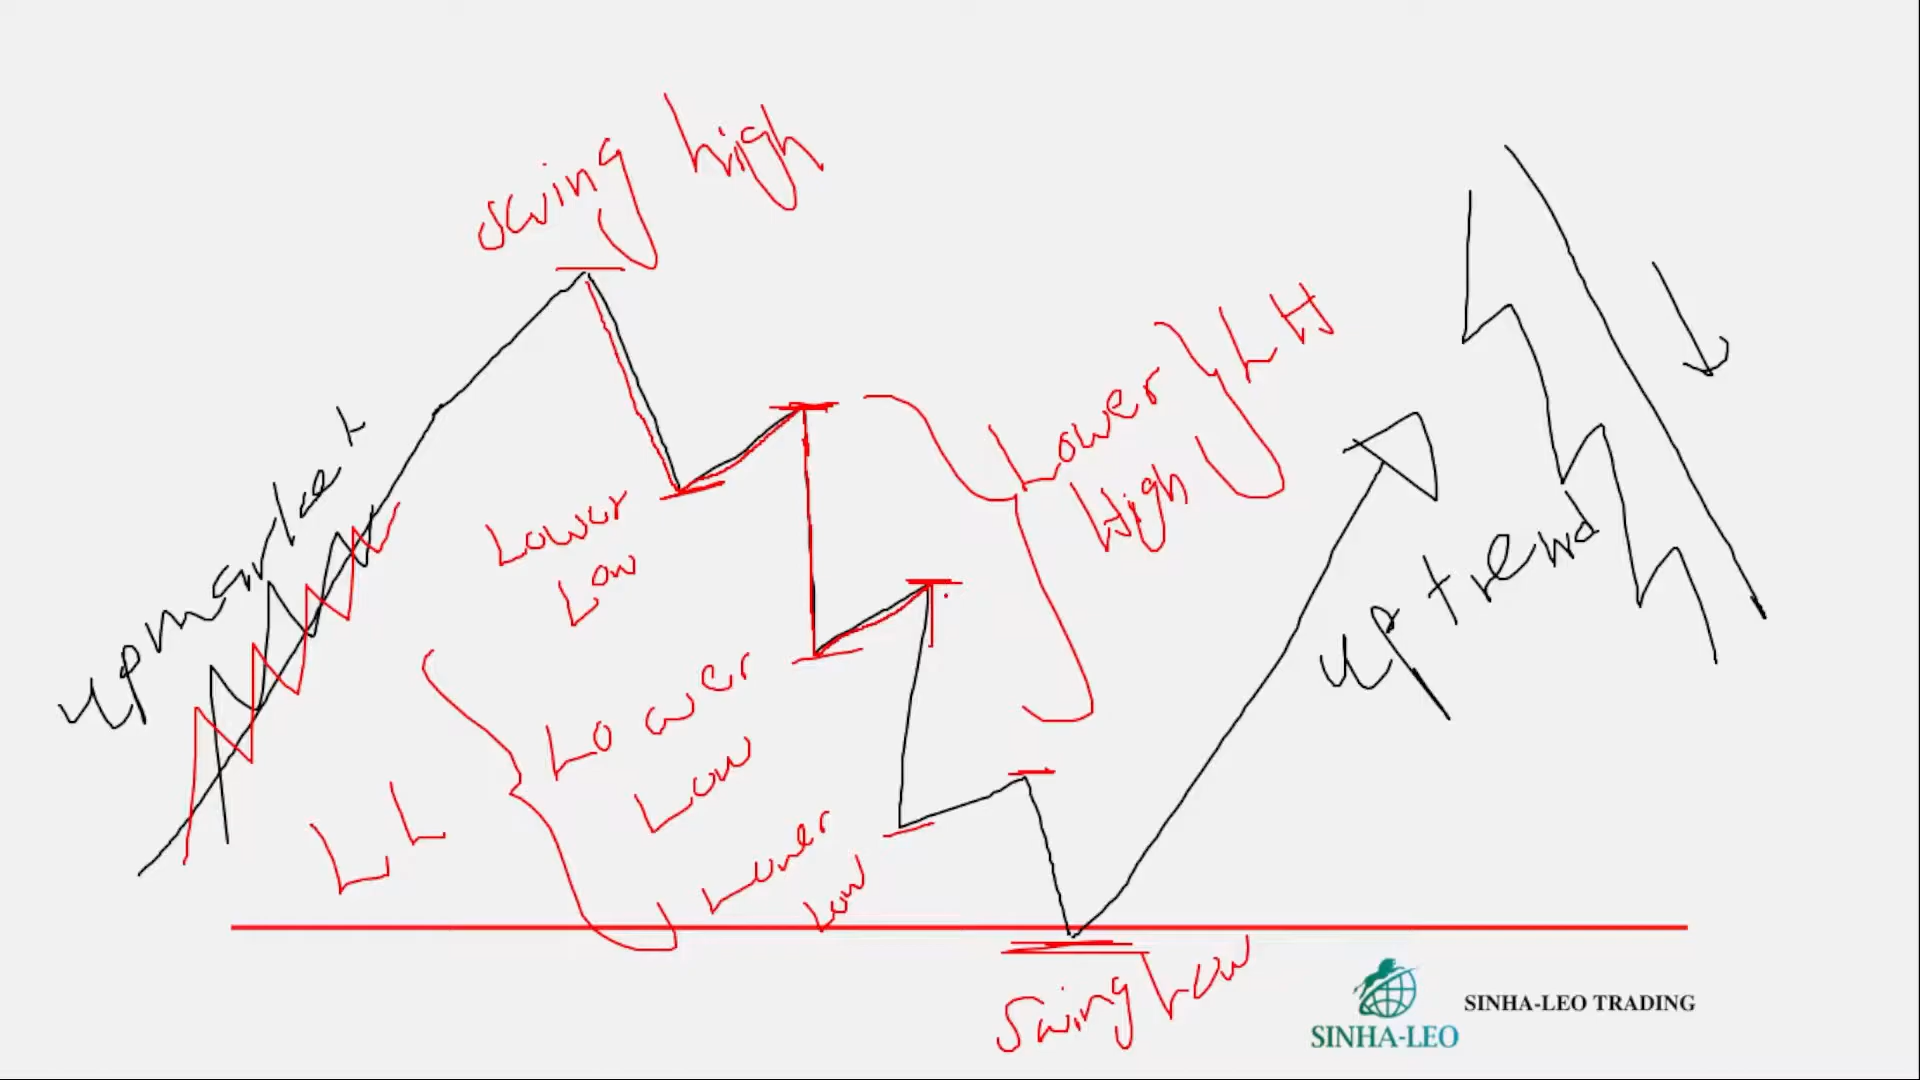 Swing high
upmarket
Lower High } LH
Lower
Low
uptrend
Lower
Low
LL
Lower
Low
Swing Low
SINHA-LEO
SINHA-LEO TRADING